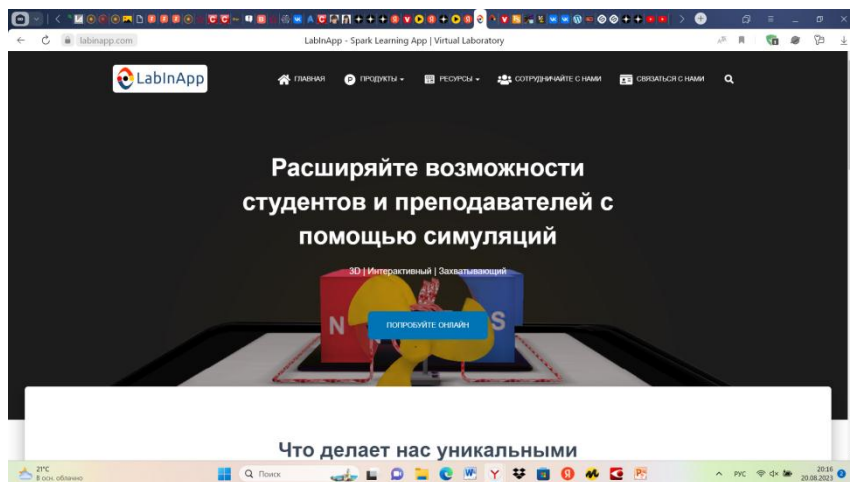 labinapp.com
LabInApp - Spark Learning App | Virtual Laboratory
LabInApp
ГЛАВНАЯ
ПРОДУКТЫ
РЕСУРСЫ
СОТРУДНИЧАЙТЕ С НАМИ
СВЯЗАТЬСЯ С НАМИ
Расширяйте возможности
студентов и преподавателей с
помощью симуляций
3D | Интерактивный | Захватывающий
N
S
ПОПРОБУЙТЕ ОНЛАЙН
Что делает нас уникальными
21°C
В осн. облачно
Поиск
РУС
20:16
20.08.2023